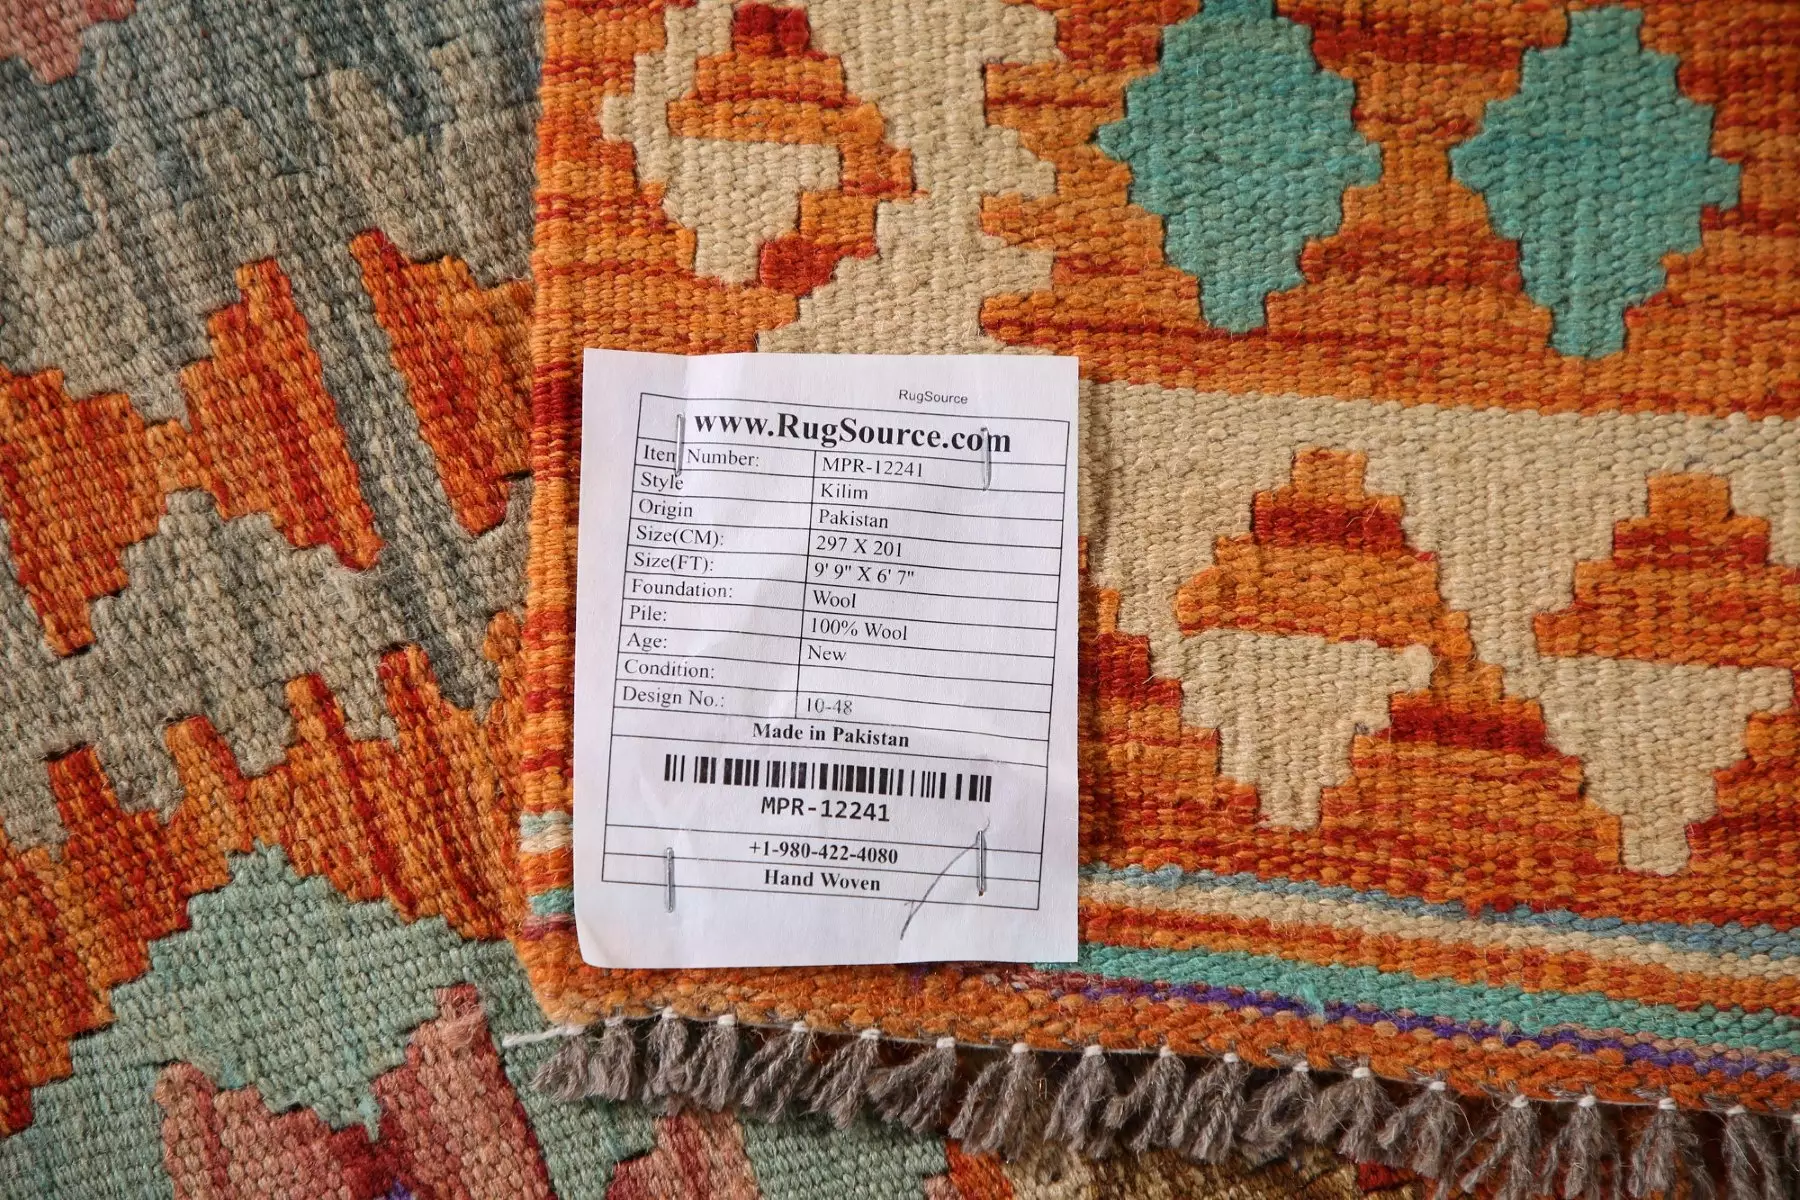 RugSource
www.RugSource.com
Item Number: MPR-12241
Style Kilim
Origin Pakistan
Size(CM): 297 X 201
Size(FT): 9' 9" X 6' 7"
Foundation: Wool
Pile: 100% Wool
Age: New
Condition:
Design No.: 10-48
Made in Pakistan
MPR-12241
+1-980-422-4080
Hand Woven